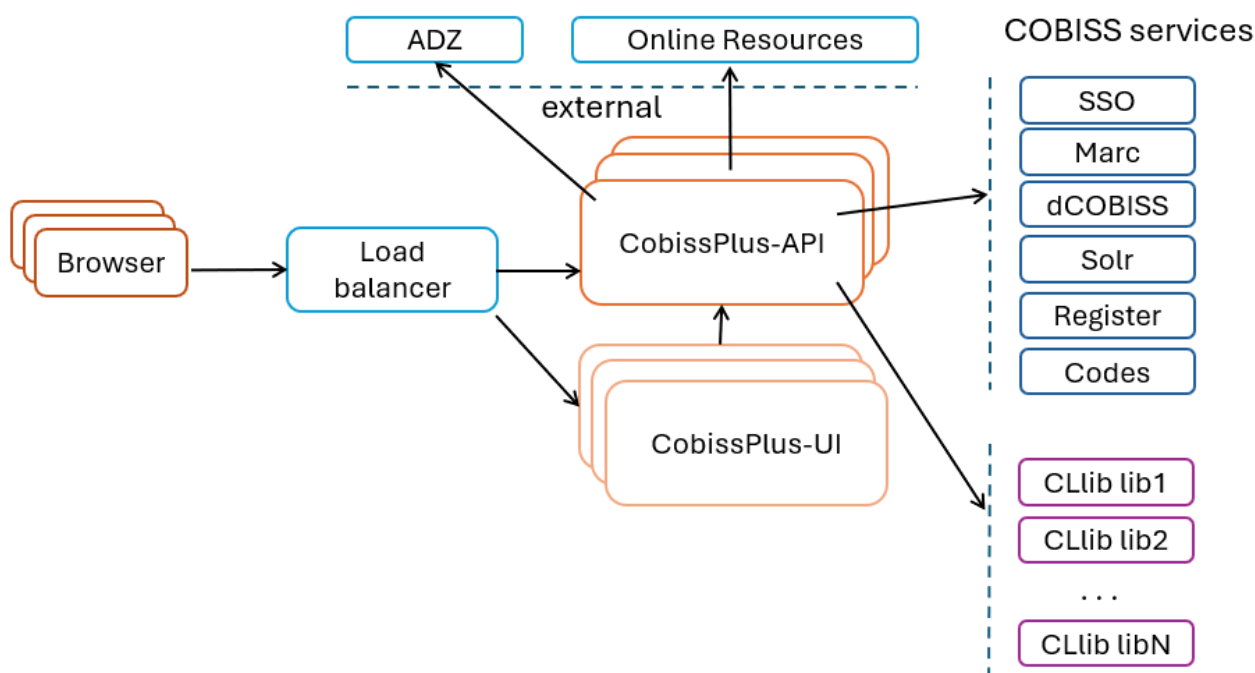 ADZ
Online Resources
COBISS services
external
SSO
Marc
dCOBISS
Solr
Register
Codes
Browser
Load
balancer
CobissPlus-API
CobissPlus-UI
CLlib lib1
CLlib lib2
...
CLlib libN